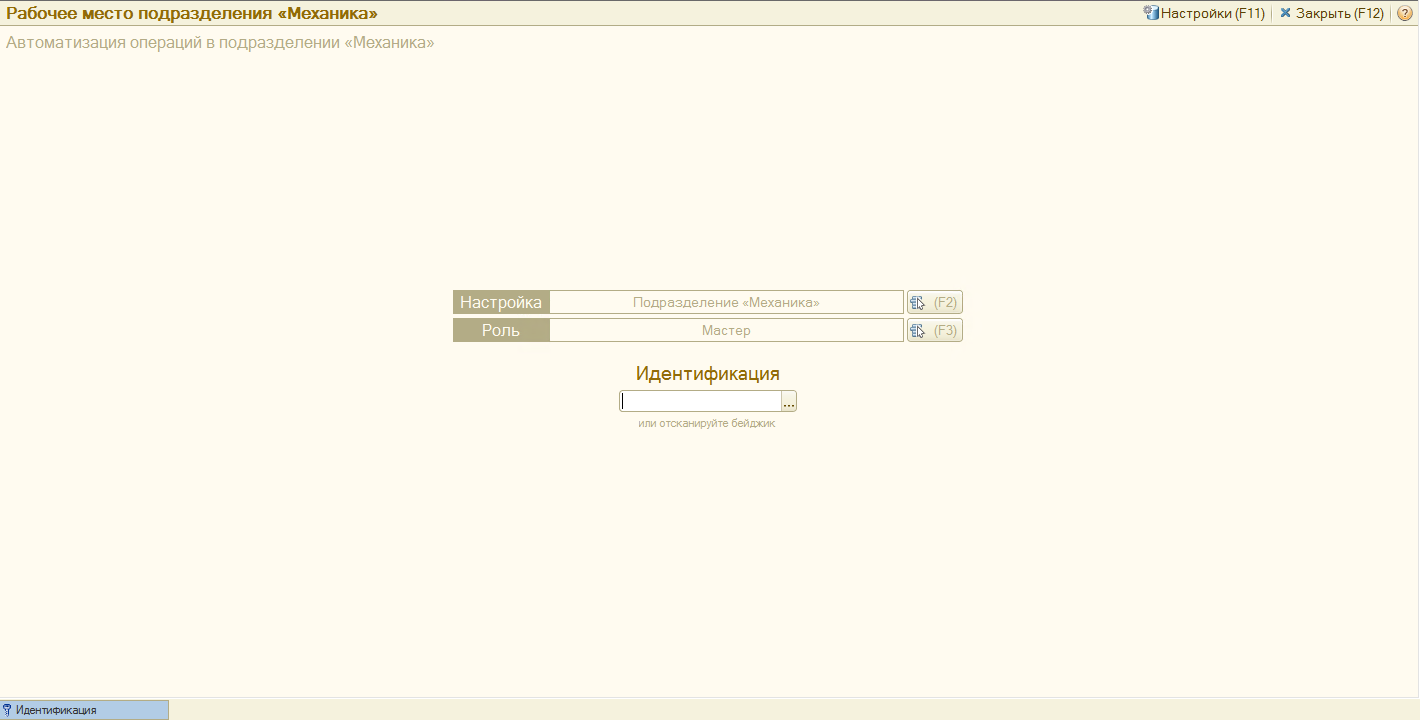 Рабочее место подразделения «Механика»
Настройки (F11)
Закрыть (F12)
?
Автоматизация операций в подразделении «Механика»
Настройка
Подразделение «Механика»
(F2)
Роль
Мастер
(F3)
Идентификация
...
или отсканируйте бейджик
Идентификация